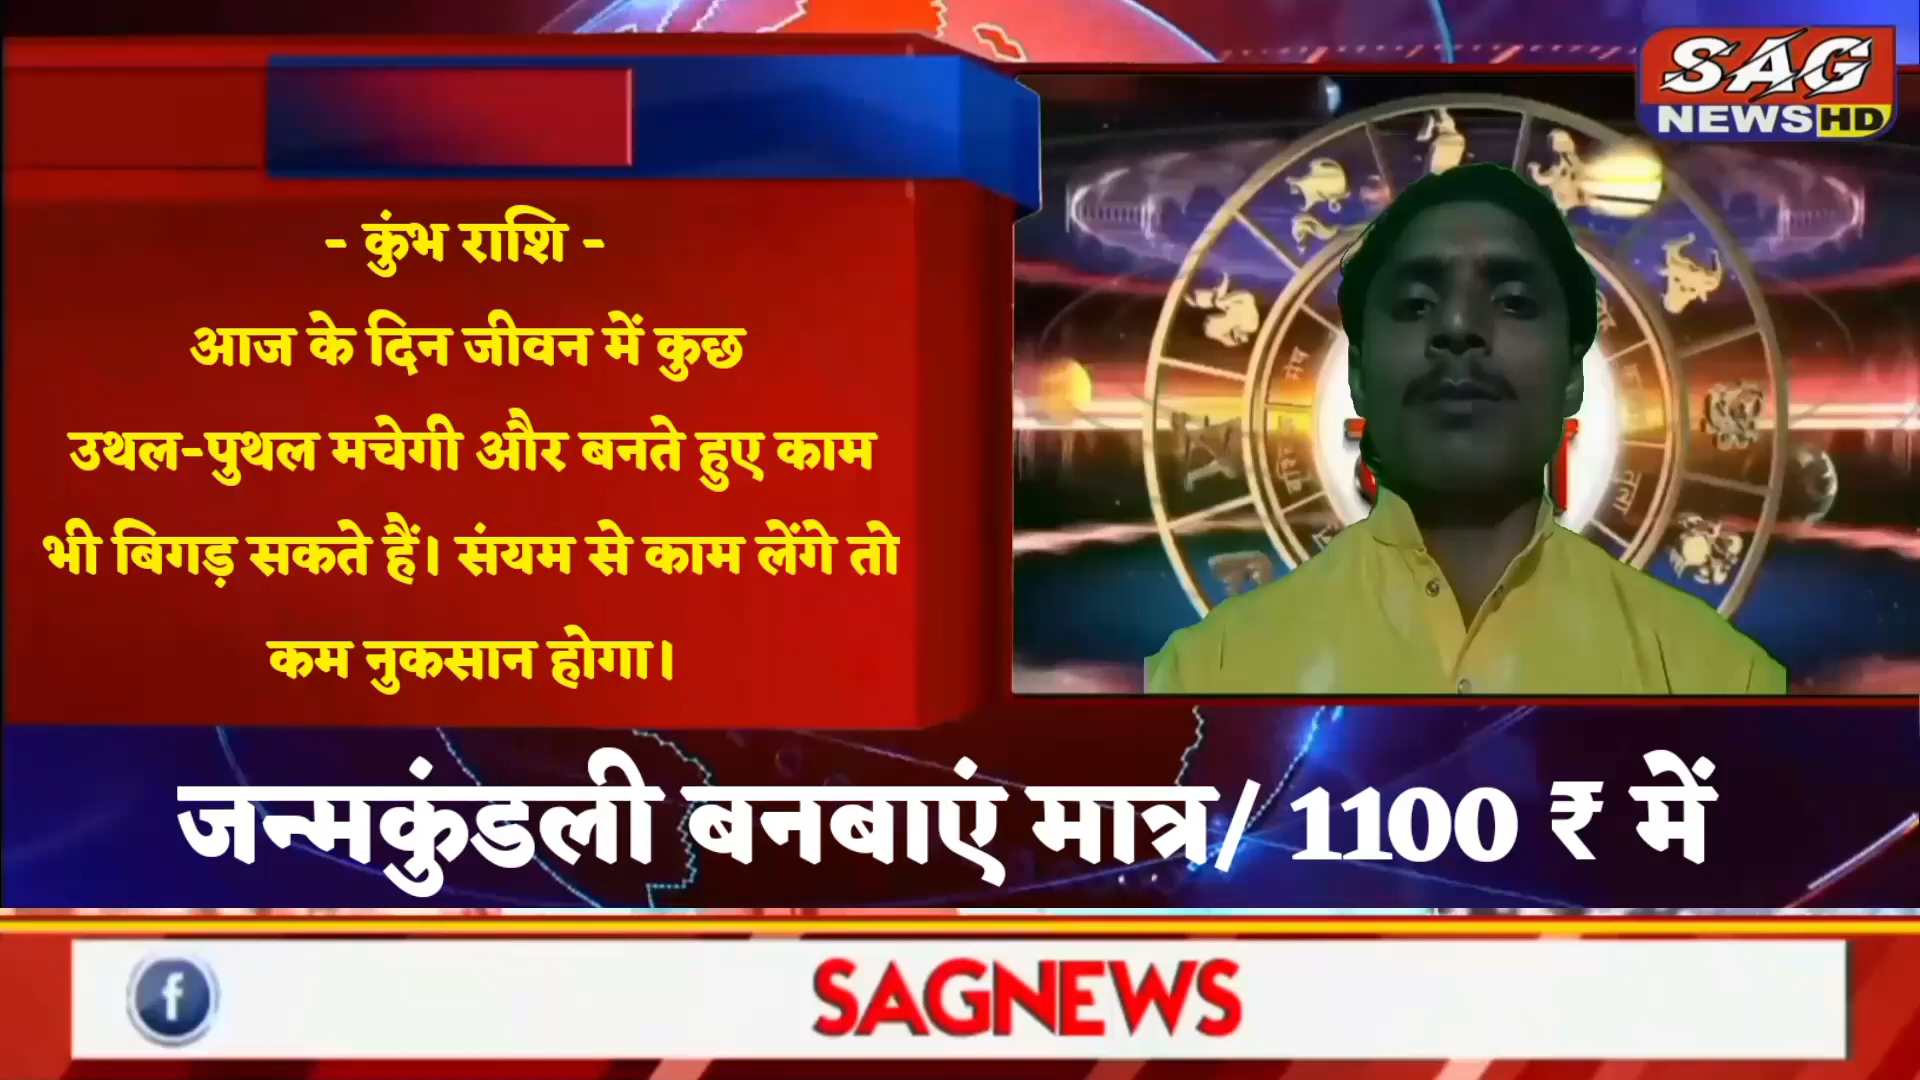 SAG
NEWS HD
- कुंभ राशि -
आज के दिन जीवन में कुछ
उथल-पुथल मचेगी और बनते हुए काम
भी बिगड़ सकते हैं। संयम से काम लेंगे तो
कम नुकसान होगा।
मेष
तुला
जन्मकुंडली बनबाएं मात्र/ 1100 ₹ में
f
SAGNEWS